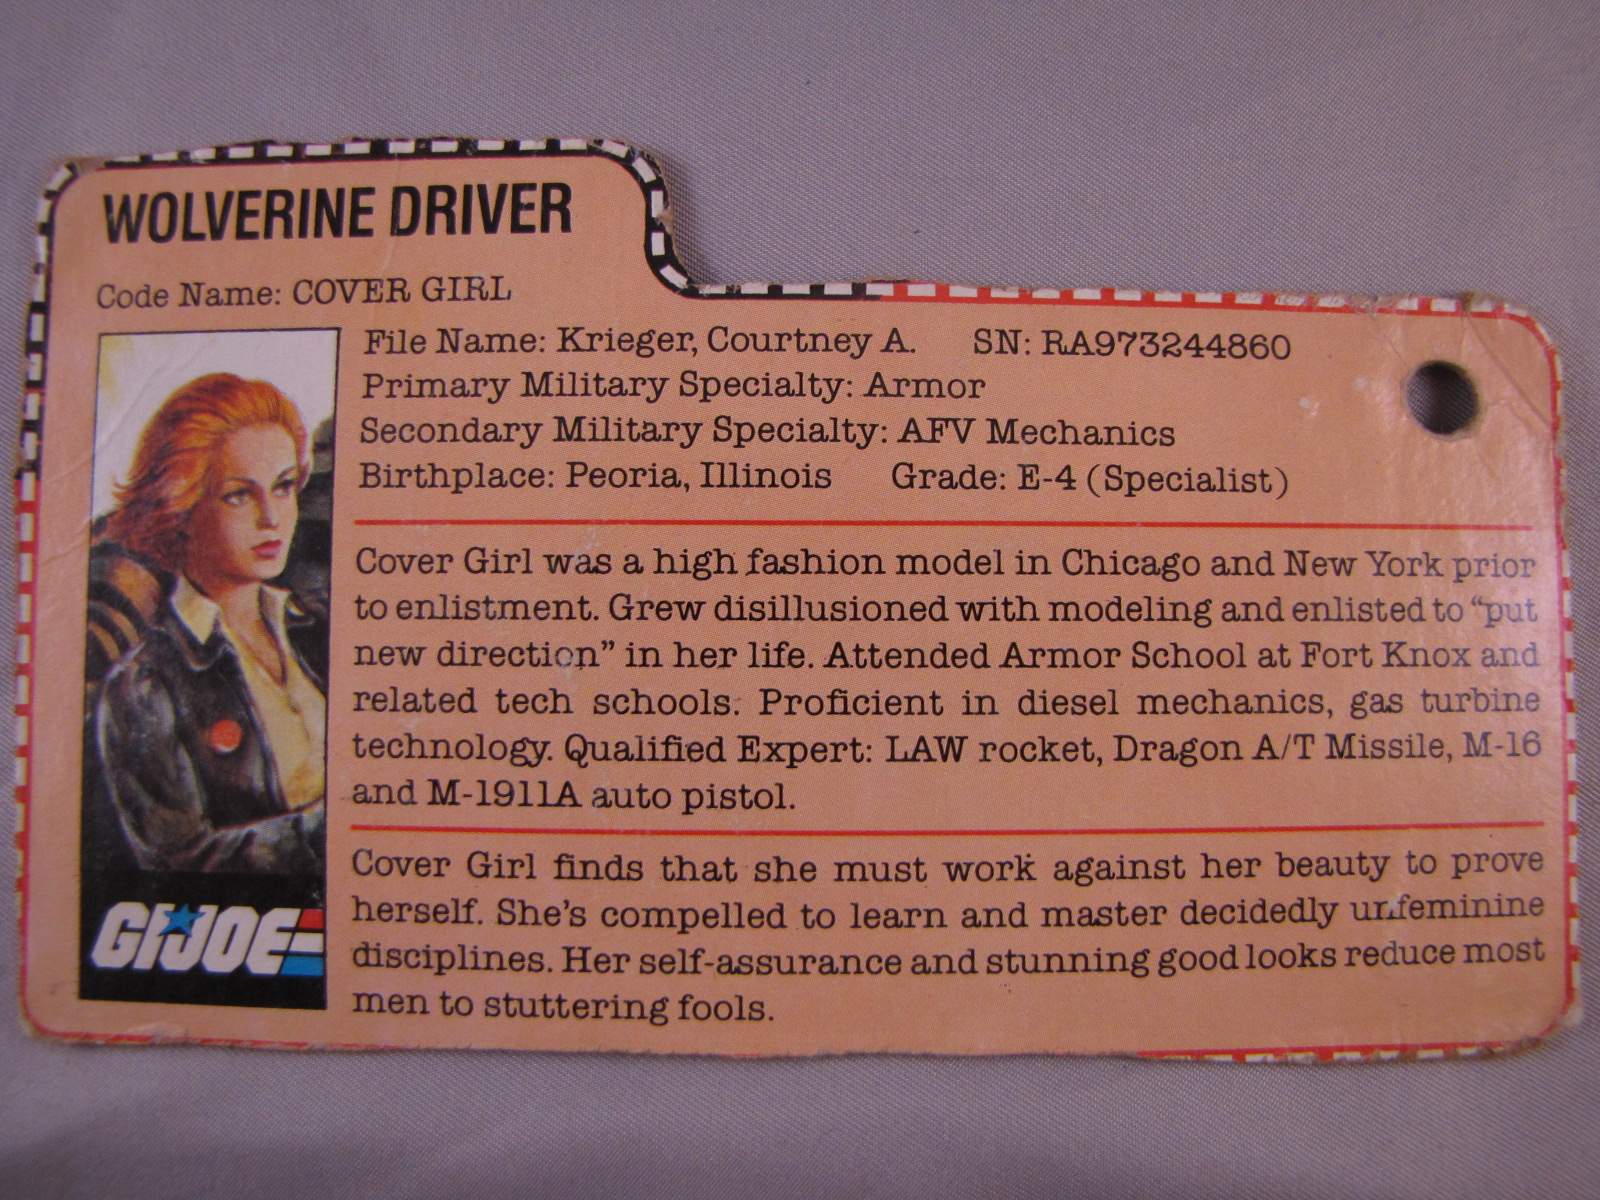 WOLVERINE DRIVER
Code Name: COVER GIRL
File Name: Krieger, Courtney A. SN: RA973244860
Primary Military Specialty: Armor
Secondary Military Specialty: AFV Mechanics
Birthplace: Peoria, Illinois Grade: E-4 (Specialist)
Cover Girl was a high fashion model in Chicago and New York prior
to enlistment. Grew disillusioned with modeling and enlisted to “put
new direction” in her life. Attended Armor School at Fort Knox and
related tech schools. Proficient in diesel mechanics, gas turbine
technology. Qualified Expert: LAW rocket, Dragon A/T Missile, M-16
and M-1911A auto pistol.
Cover Girl finds that she must work against her beauty to prove
herself. She’s compelled to learn and master decidedly unfeminine
disciplines. Her self-assurance and stunning good looks reduce most
men to stuttering fools.
GI JOE